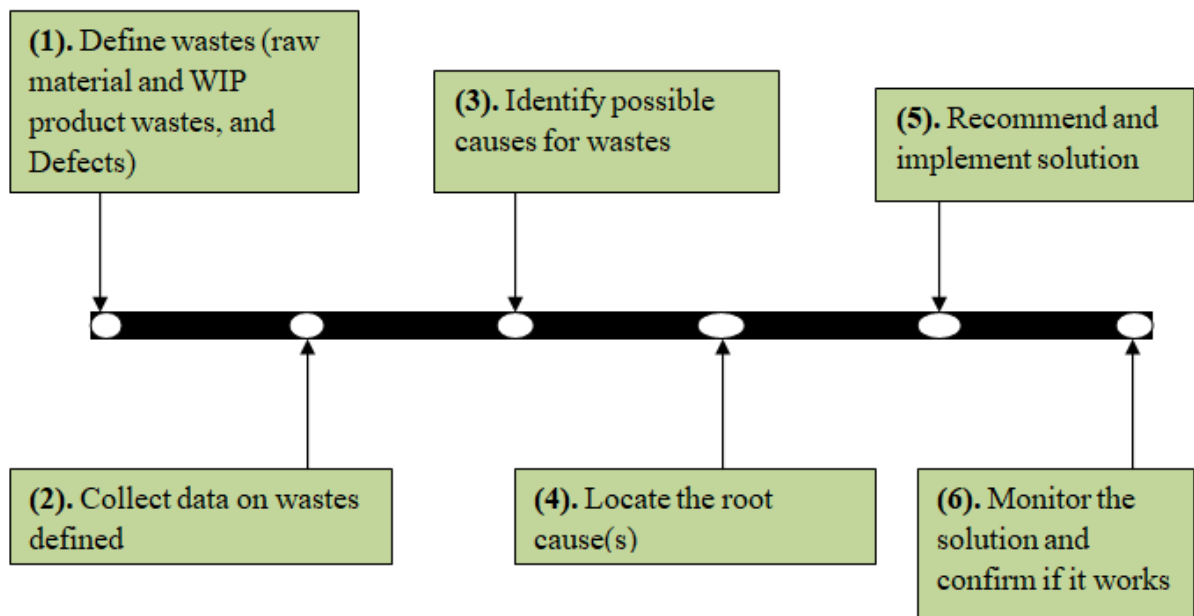 (1). Define wastes (raw
material and WIP
product wastes, and
Defects)
(2). Collect data on wastes
defined
(3). Identify possible
causes for wastes
(4). Locate the root
cause(s)
(5). Recommend and
implement solution
(6). Monitor the
solution and
confirm if it works